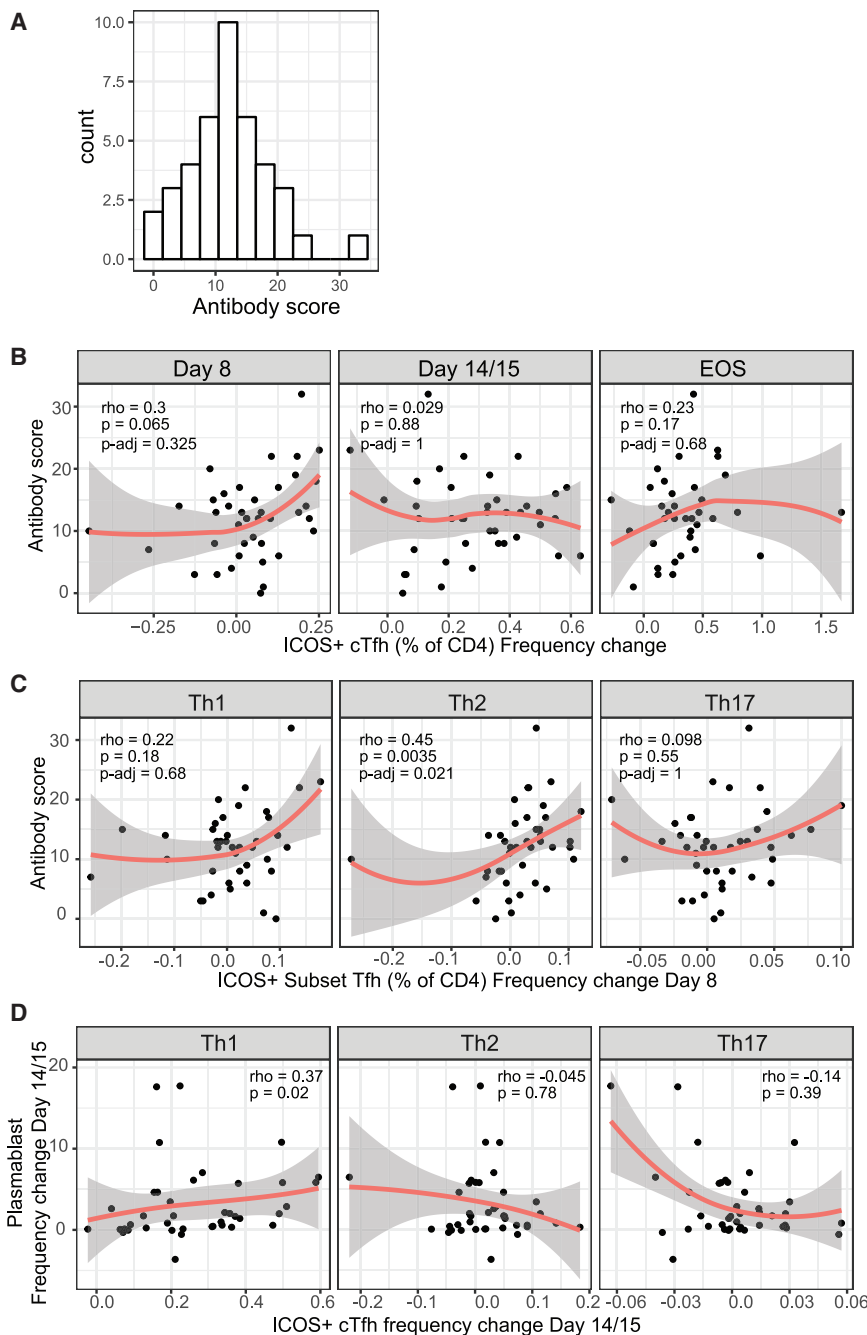 A
10.0
7.5
5.0
2.5
0.0
count
0 10 20 30
Antibody score
B
Day 8 Day 14/15 EOS
rho = 0.3
p = 0.065
p-adj = 0.325
rho = 0.029
p = 0.88
p-adj = 1
rho = 0.23
p = 0.17
p-adj = 0.68
30
20
10
0
Antibody score
−0.25 0.00 0.25 0.0 0.2 0.4 0.6 0.0 0.5 1.0 1.5
ICOS+ cTfh (% of CD4) Frequency change
C
Th1 Th2 Th17
rho = 0.22
p = 0.18
p-adj = 0.68
rho = 0.45
p = 0.0035
p-adj = 0.021
rho = 0.098
p = 0.55
p-adj = 1
30
20
10
0
Antibody score
-0.2 -0.1 0.0 0.1 -0.2 -0.1 0.0 0.1 -0.05 0.00 0.05 0.10
ICOS+ Subset Tfh (% of CD4) Frequency change Day 8
D
Th1 Th2 Th17
rho = 0.37
p = 0.02
rho = -0.045
p = 0.78
rho = -0.14
p = 0.39
20
10
0
Plasmablast
Frequency change Day 14/15
0.0 0.2 0.4 0.6 -0.2 -0.1 0.0 0.1 0.2 -0.06 -0.03 0.0 0.03 0.06
ICOS+ cTfh frequency change Day 14/15